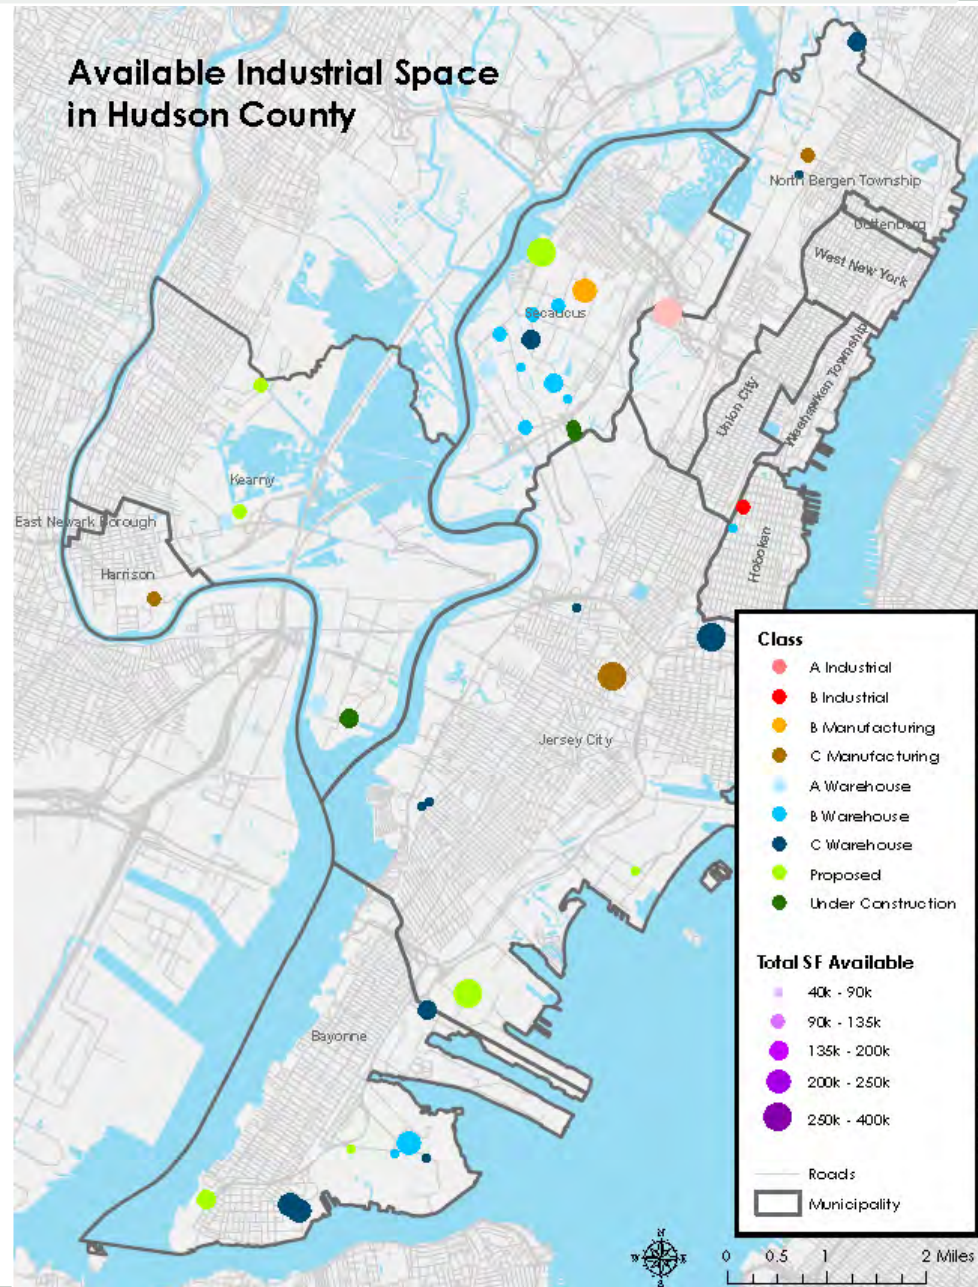 Available Industrial Space
in Hudson County
North Bergen Township
Guttenberg
West New York
Secaucus
Union City
Weehawken Township
Kearny
East Newark Borough
Harrison
Hoboken
Jersey City
Bayonne
Class
A Industrial
B Industrial
B Manufacturing
C Manufacturing
A Warehouse
B Warehouse
C Warehouse
Proposed
Under Construction
Total SF Available
40k - 90k
90k - 135k
135k - 200k
200k - 250k
250k - 400k
Roads
Municipality
N
W E
S
0 0.5 1 2 Miles